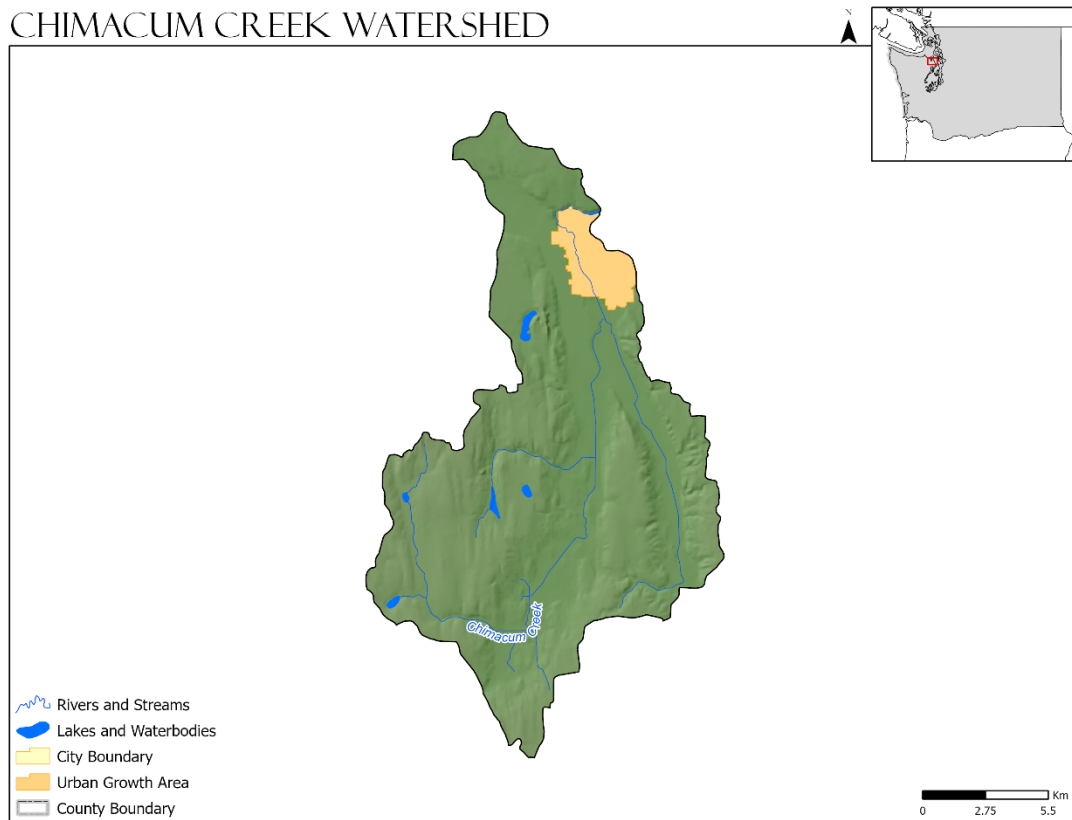 CHIMACUM CREEK WATERSHED
N
Chimacum Creek
Rivers and Streams
Lakes and Waterbodies
City Boundary
Urban Growth Area
County Boundary
Km
0 2.75 5.5